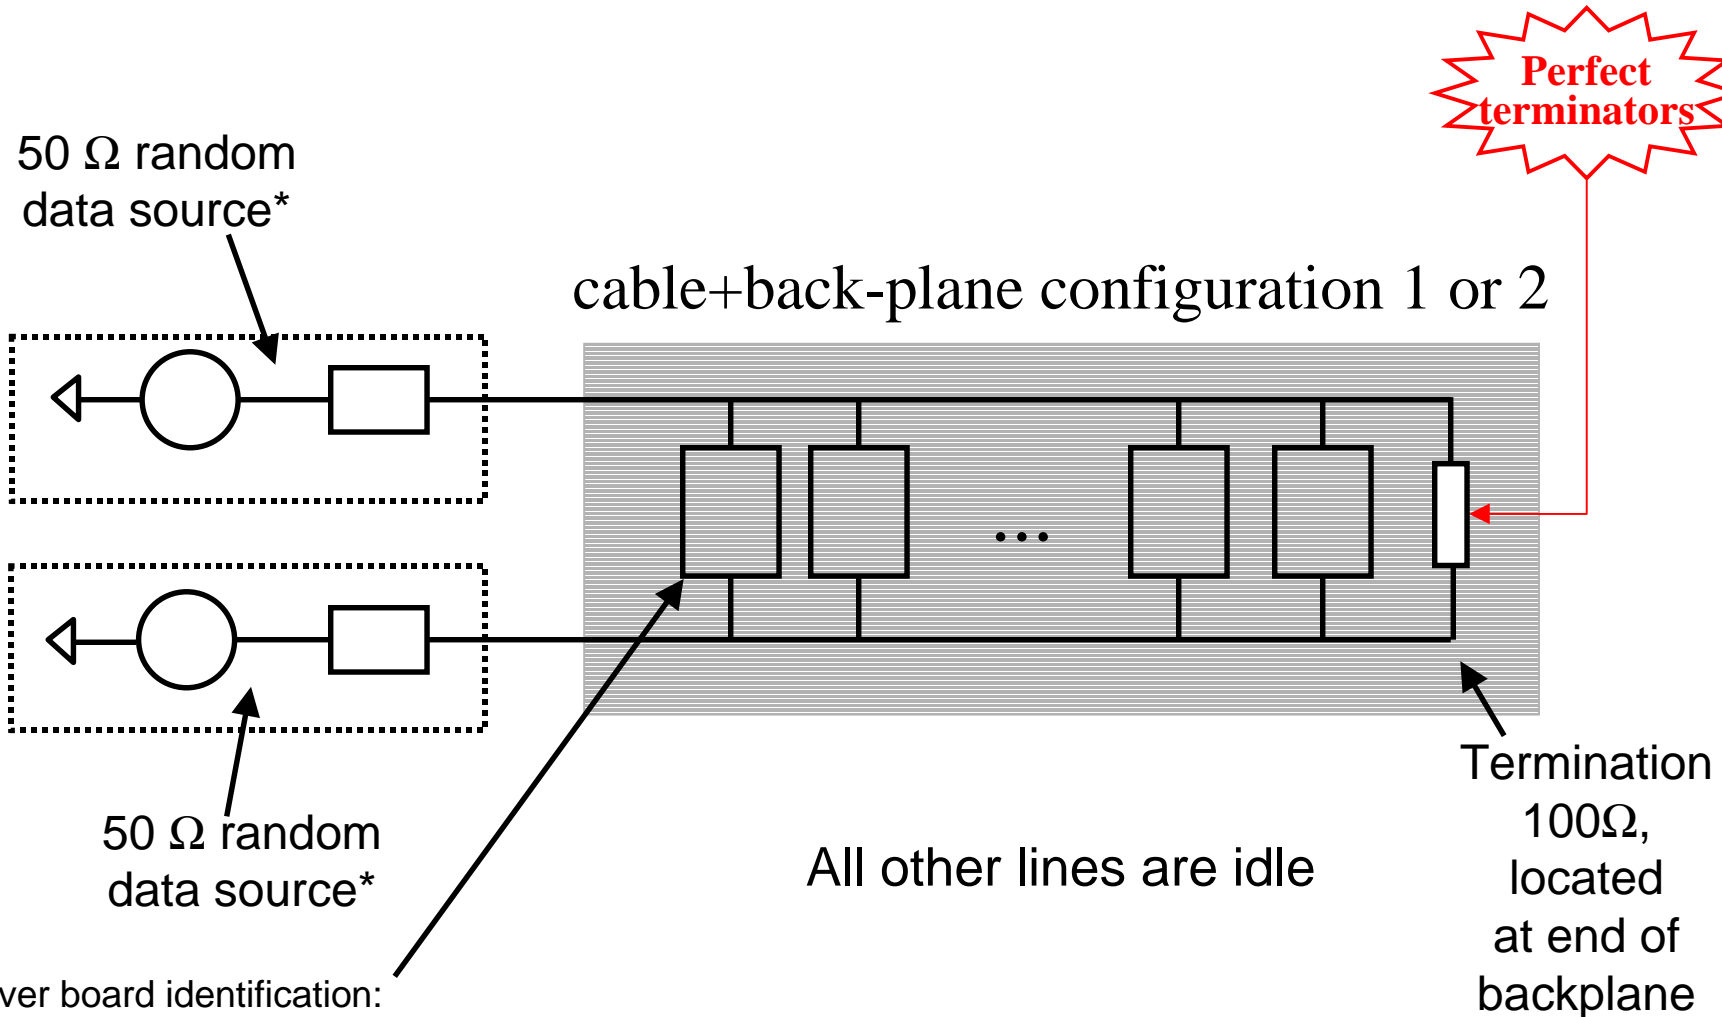 Perfect
terminators
50 Ω random
data source*
cable+back-plane configuration 1 or 2
...
50 Ω random
data source*
All other lines are idle
Termination
100Ω,
located
at end of
backplane
ver board identification: